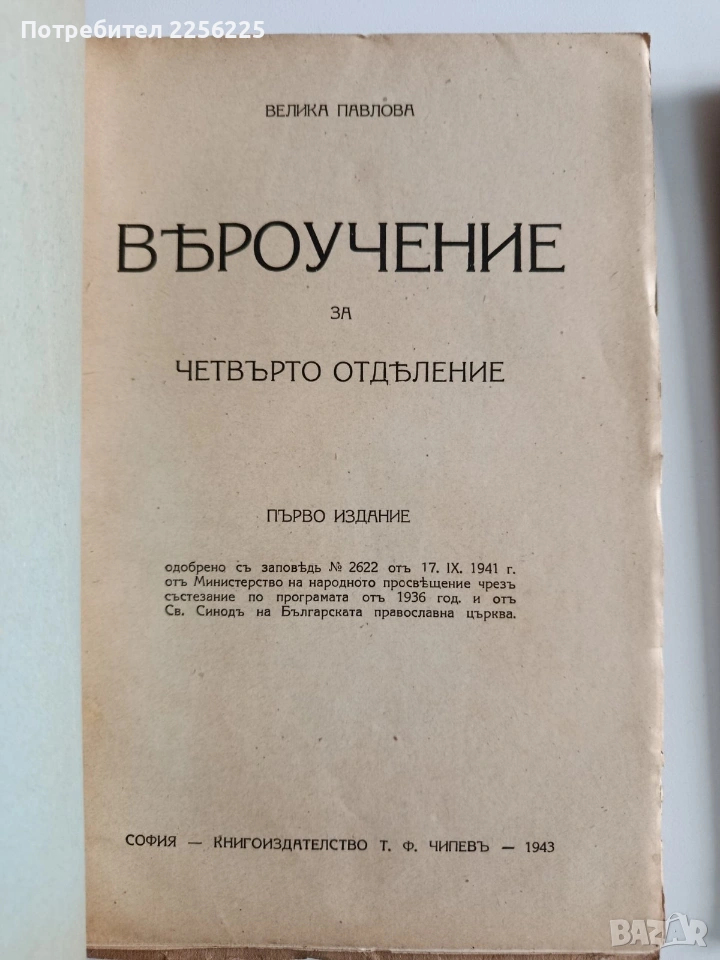 Потребител 2256225
ВЕЛИКА ПАВЛОВА
ВѢРОУЧЕНИЕ
ЗА
ЧЕТВЪРТО ОТДѢЛЕНИЕ
ПЪРВО ИЗДАНИЕ
одобрено съ заповѣдь № 2622 отъ 17. IX. 1941 г.
отъ Министерство на народното просвѣщение чрезъ
състезание по програмата отъ 1936 год. и отъ
Св. Синодъ на Българската православна църква.
СОФИЯ — КНИГОИЗДАТЕЛСТВО Т. Ф. ЧИПЕВЪ — 1943
BAZAR